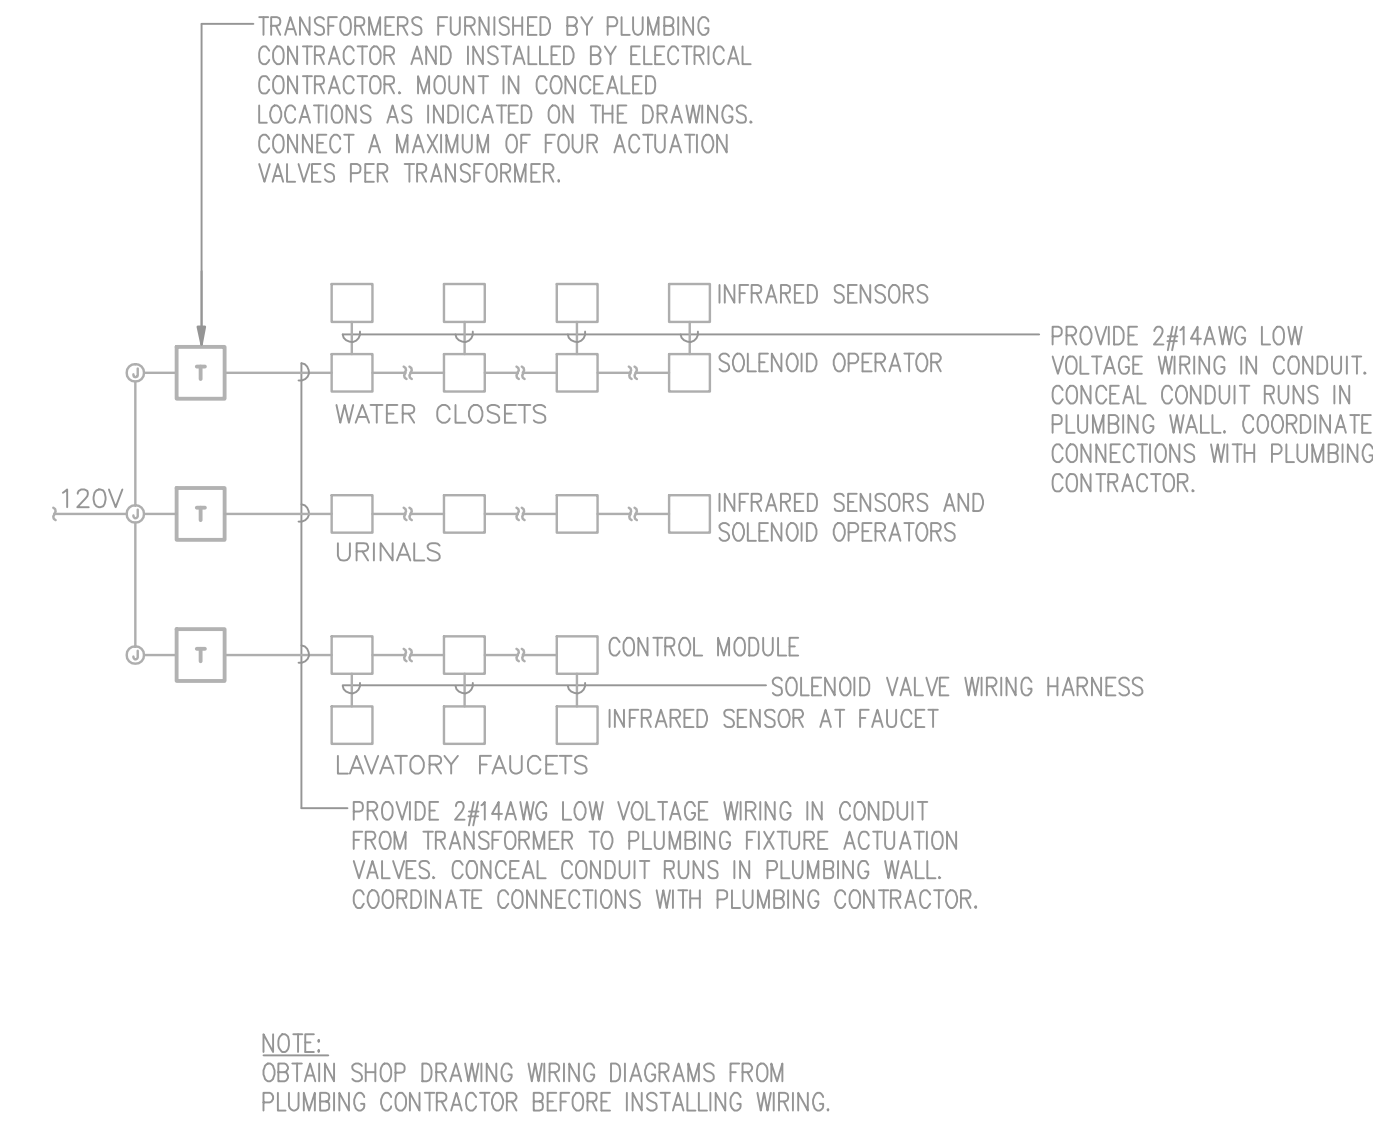 TRANSFORMERS FURNISHED BY PLUMBING
CONTRACTOR AND INSTALLED BY ELECTRICAL
CONTRACTOR. MOUNT IN CONCEALED
LOCATIONS AS INDICATED ON THE DRAWINGS.
CONNECT A MAXIMUM OF FOUR ACTUATION
VALVES PER TRANSFORMER.
INFRARED SENSORS
PROVIDE 2#14AWG LOW
VOLTAGE WIRING IN CONDUIT.
CONCEAL CONDUIT RUNS IN
PLUMBING WALL. COORDINATE
CONNECTIONS WITH PLUMBING
CONTRACTOR.
J
T
SOLENOID OPERATOR
WATER CLOSETS
120V
J
T
INFRARED SENSORS AND
SOLENOID OPERATORS
URINALS
J
T
CONTROL MODULE
SOLENOID VALVE WIRING HARNESS
INFRARED SENSOR AT FAUCET
LAVATORY FAUCETS
PROVIDE 2#14AWG LOW VOLTAGE WIRING IN CONDUIT
FROM TRANSFORMER TO PLUMBING FIXTURE ACTUATION
VALVES. CONCEAL CONDUIT RUNS IN PLUMBING WALL.
COORDINATE CONNECTIONS WITH PLUMBING CONTRACTOR.
NOTE:
OBTAIN SHOP DRAWING WIRING DIAGRAMS FROM
PLUMBING CONTRACTOR BEFORE INSTALLING WIRING.